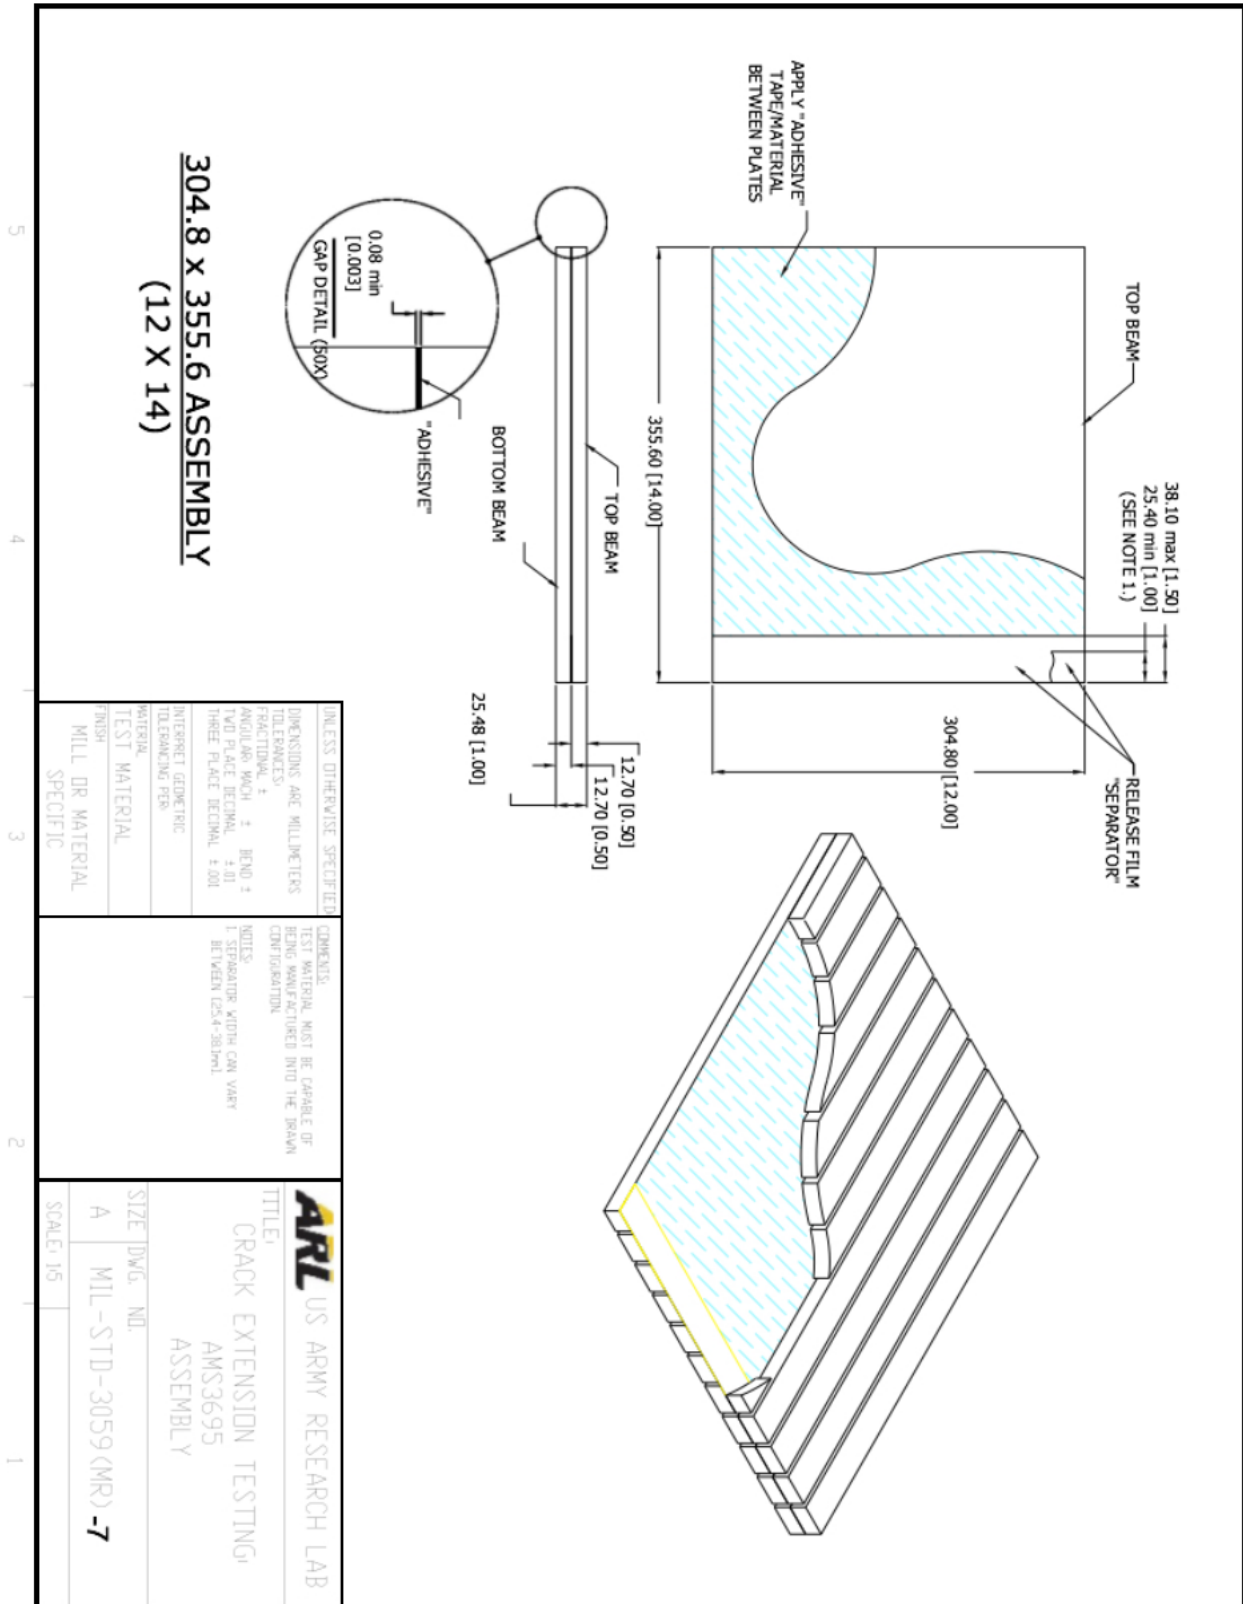 38.10 max [1.50]
25.40 min [1.00]
(SEE NOTE 1.)
TOP BEAM
RELEASE FILM
"SEPARATOR"
APPLY "ADHESIVE"
TAPE/MATERIAL
BETWEEN PLATES
304.80 [12.00]
355.60 [14.00]
12.70 [0.50]
12.70 [0.50]
TOP BEAM
BOTTOM BEAM
25.48 [1.00]
0.08 min
[0.003]
"ADHESIVE"
GAP DETAIL (50X)
304.8 x 355.6 ASSEMBLY
(12 X 14)
UNLESS OTHERWISE SPECIFIED
DIMENSIONS ARE MILLIMETERS
TOLERANCES:
FRACTIONAL ±
ANGULAR: MACH ± BEND ±
TWO PLACE DECIMAL ±.01
THREE PLACE DECIMAL ±.001
INTERPRET GEOMETRIC
TOLERANCING PER:
MATERIAL
TEST MATERIAL
FINISH
MILL OR MATERIAL
SPECIFIC
COMMENTS:
TEST MATERIAL MUST BE CAPABLE OF
BEING MANUFACTURED INTO THE DRAWN
CONFIGURATION.
NOTES:
1. SEPARATOR WIDTH CAN VARY
BETWEEN [25.4-38.1mm].
ARL US ARMY RESEARCH LAB
TITLE:
CRACK EXTENSION TESTING:
AMS3695
ASSEMBLY
SIZE DWG. NO.
A MIL-STD-3059(MR) -7
SCALE: 1:5
5 4 3 2 1